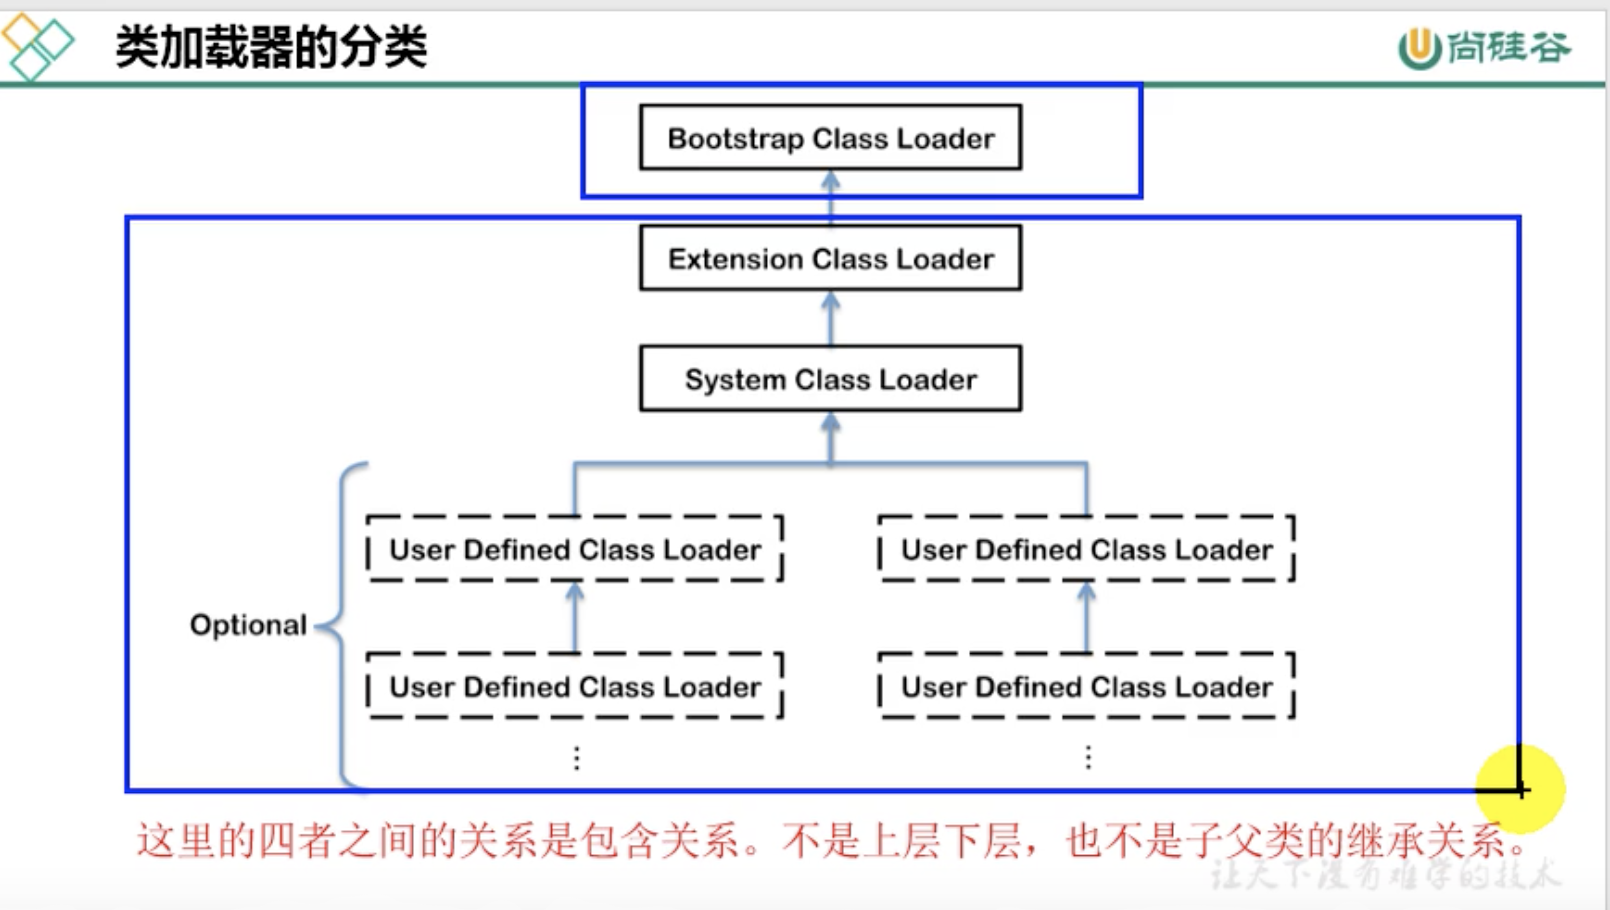 类加载器的分类
尚硅谷
Bootstrap Class Loader
Extension Class Loader
System Class Loader
User Defined Class Loader
User Defined Class Loader
Optional
User Defined Class Loader
User Defined Class Loader
⋮
⋮
这里的四者之间的关系是包含关系。不是上层下层，也不是子父类的继承关系。
让天下没有难学的技术